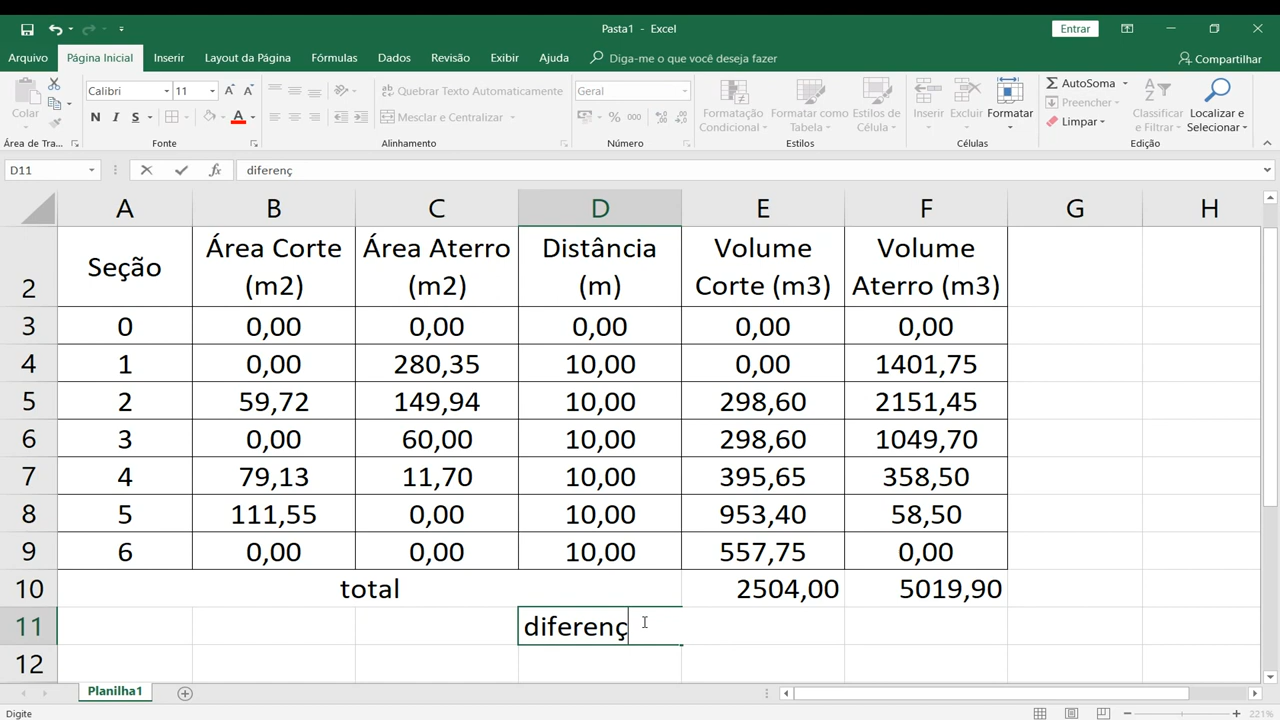 Pasta1 - Excel
Entrar
Arquivo Página Inicial Inserir Layout da Página Fórmulas Dados Revisão Exibir Ajuda Diga-me o que você deseja fazer Compartilhar
Colar
Calibri 11
N I S
Quebrar Texto Automaticamente
Mesclar e Centralizar
Geral
% 000
Formatação Condicional
Formatar como Tabela
Estilos de Célula
Inserir Excluir Formatar
AutoSoma
Preencher
Limpar
Classificar e Filtrar
Localizar e Selecionar
Área de Tra... Fonte Alinhamento Número Estilos Células Edição
D11 fx diferenç
A B C D E F G H
2 Seção Área Corte (m2) Área Aterro (m2) Distância (m) Volume Corte (m3) Volume Aterro (m3)
3 0 0,00 0,00 0,00 0,00 0,00
4 1 0,00 280,35 10,00 0,00 1401,75
5 2 59,72 149,94 10,00 298,60 2151,45
6 3 0,00 60,00 10,00 298,60 1049,70
7 4 79,13 11,70 10,00 395,65 358,50
8 5 111,55 0,00 10,00 953,40 58,50
9 6 0,00 0,00 10,00 557,75 0,00
10 total 2504,00 5019,90
11 diferenç
12
Planilha1
Digite 221%